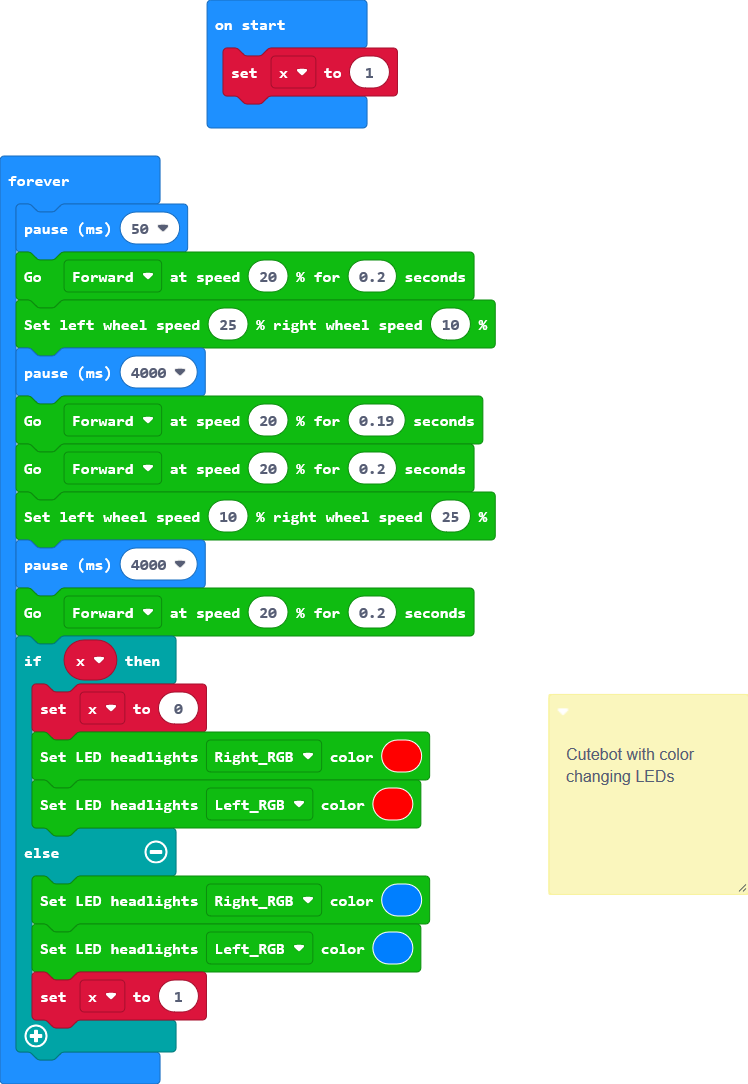 on start
set x to 1
forever
pause (ms) 50
Go Forward at speed 20 % for 0.2 seconds
Set left wheel speed 25 % right wheel speed 10 %
pause (ms) 4000
Go Forward at speed 20 % for 0.19 seconds
Go Forward at speed 20 % for 0.2 seconds
Set left wheel speed 10 % right wheel speed 25 %
pause (ms) 4000
Go Forward at speed 20 % for 0.2 seconds
if x then
set x to 0
Set LED headlights Right_RGB color
Set LED headlights Left_RGB color
else
Set LED headlights Right_RGB color
Set LED headlights Left_RGB color
set x to 1
Cutebot with color
changing LEDs